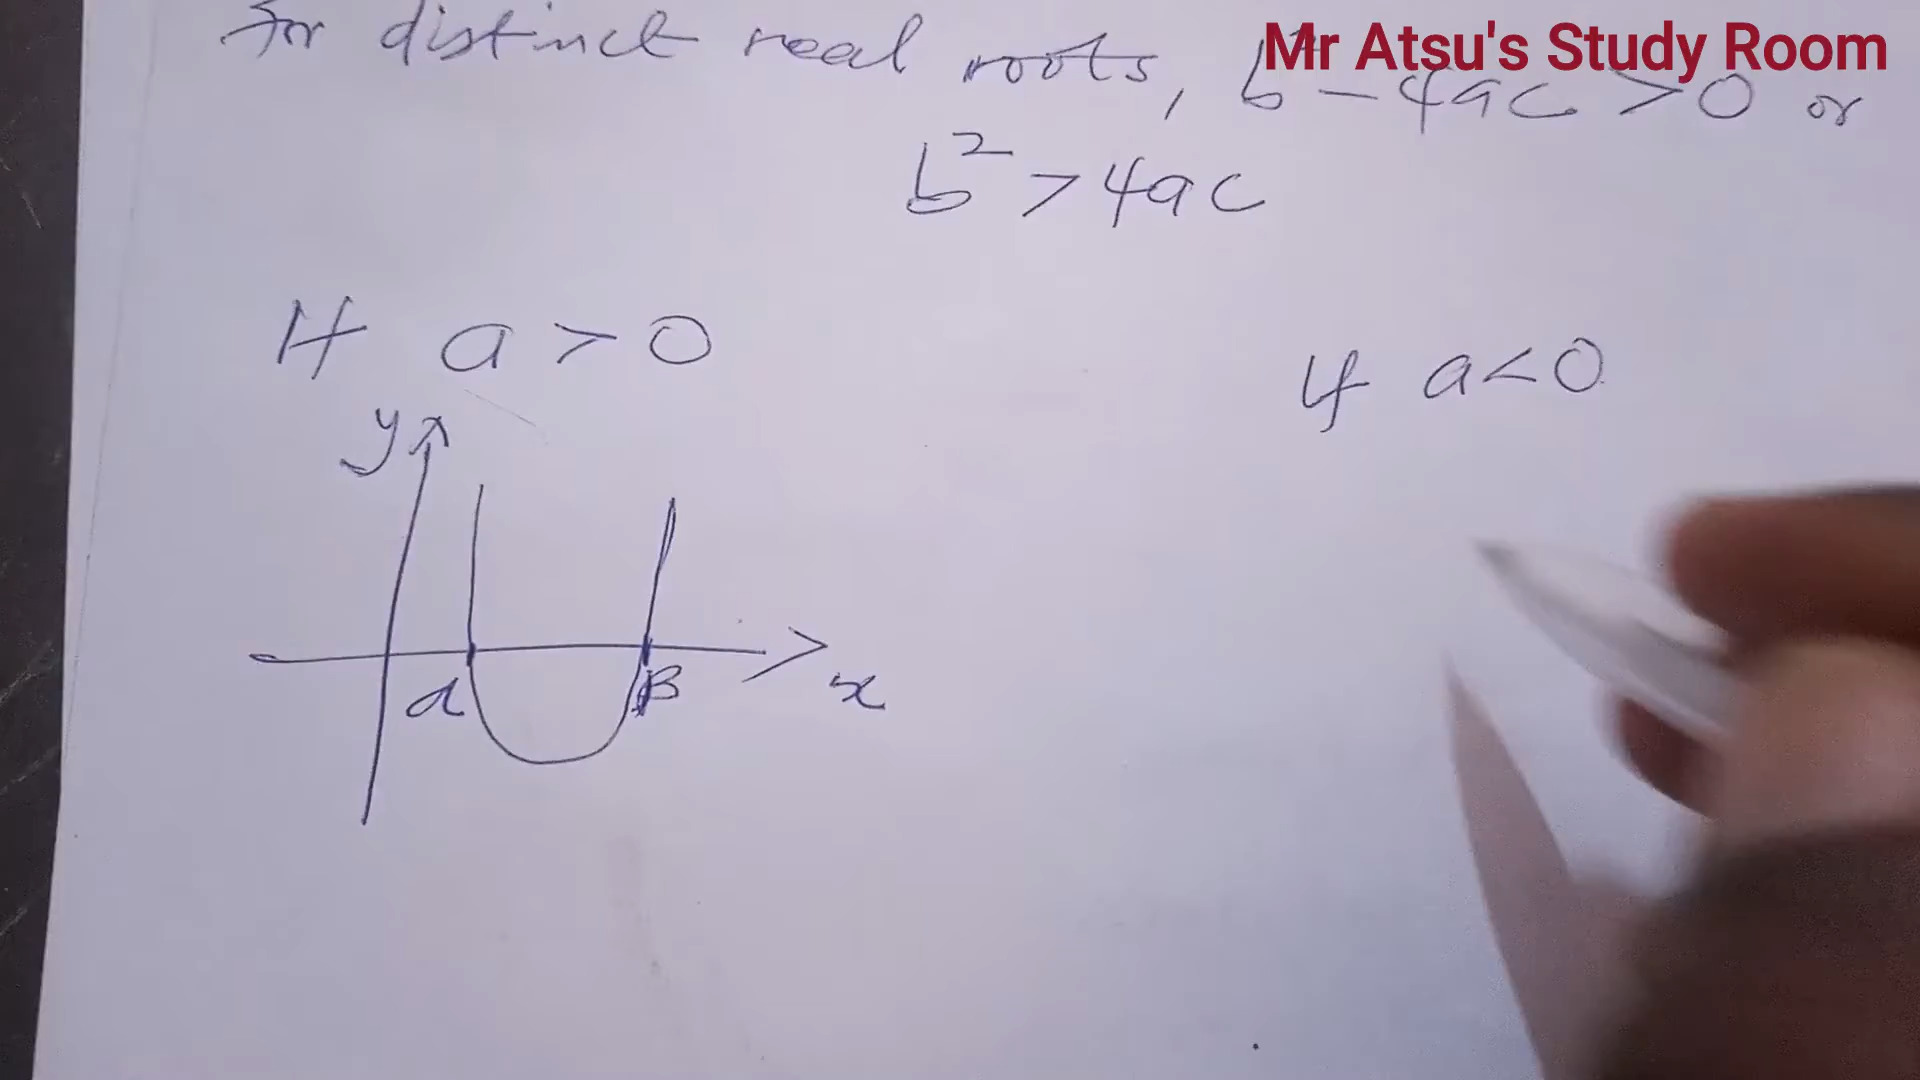 Mr Atsu's Study Room
For distinct real roots, b² - 4ac > 0 or
b² > 4ac
If a > 0
If a < 0
y
α
β
x